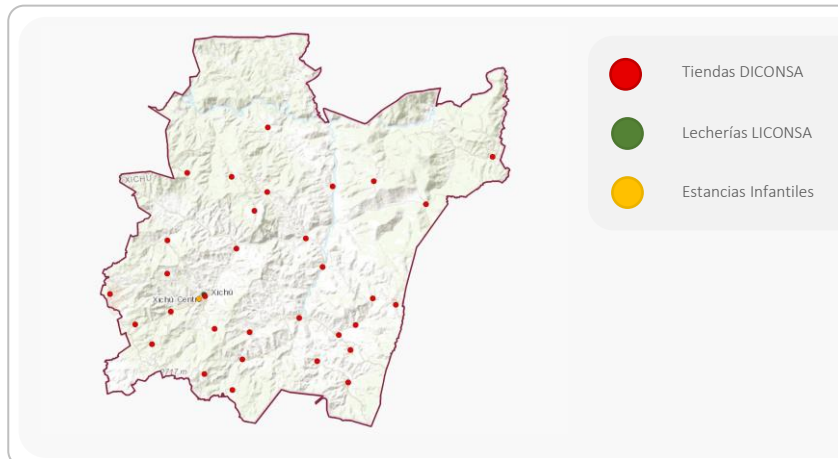 Tiendas DICONSA
Lecherías LICONSA
Estancias Infantiles
XICHÚ
Xichú
Xichú Centro